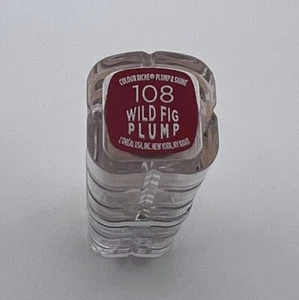 COLOUR RICHE® PLUMP & SHINE
108
WILD FIG
PLUMP
L'ORÉAL USA, INC. NEW YORK, NY 10001